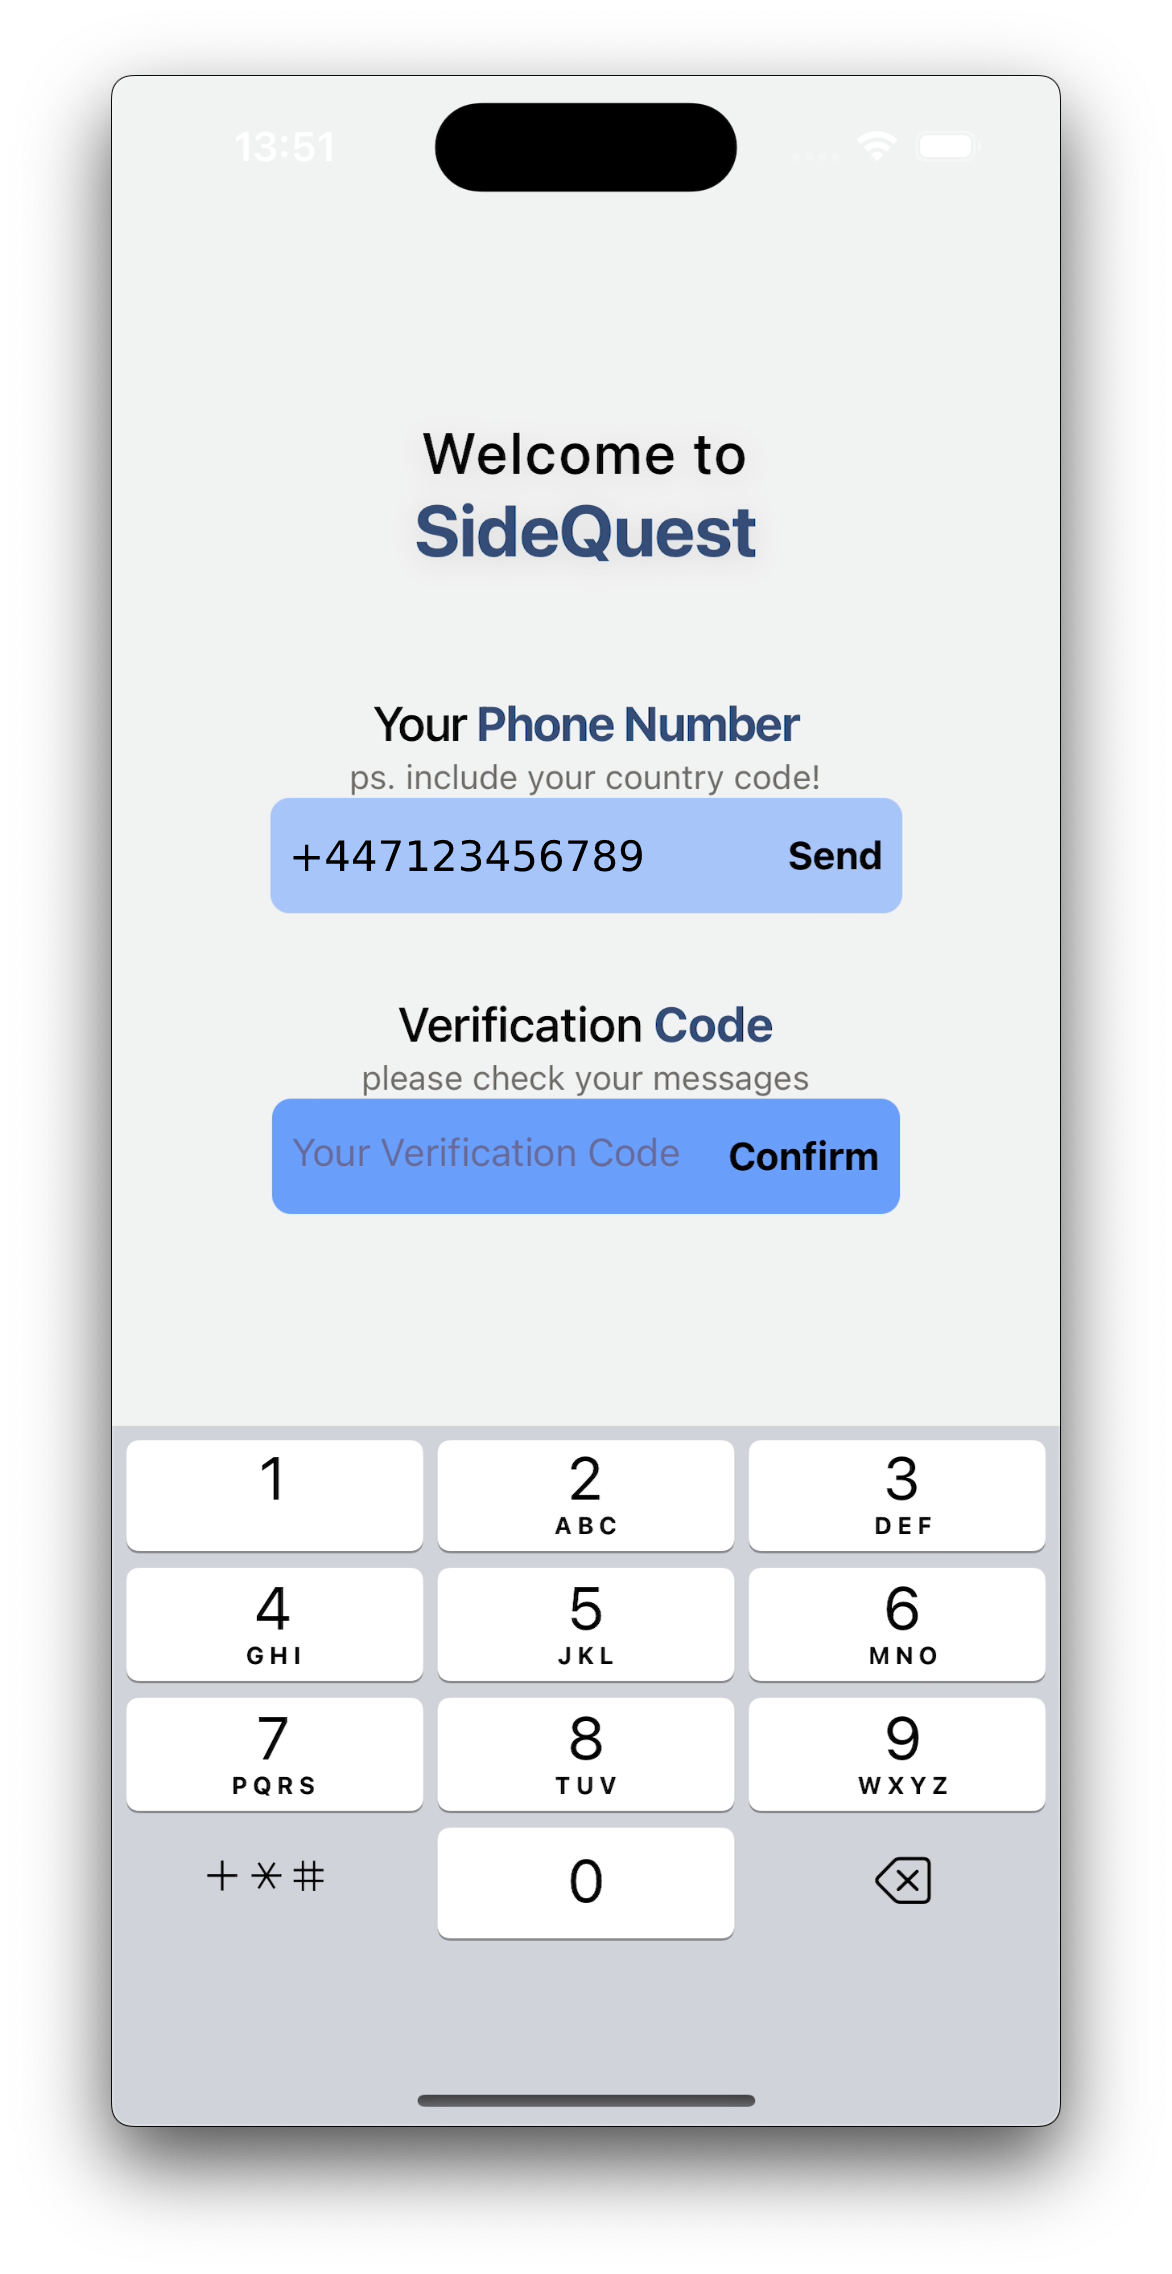 13:51
Welcome to
SideQuest
Your Phone Number
ps. include your country code!
+447123456789 Send
Verification Code
please check your messages
Your Verification Code Confirm
1 2 3
ABC DEF
4 5 6
GHI JKL MNO
7 8 9
PQRS TUV WXYZ
+*# 0